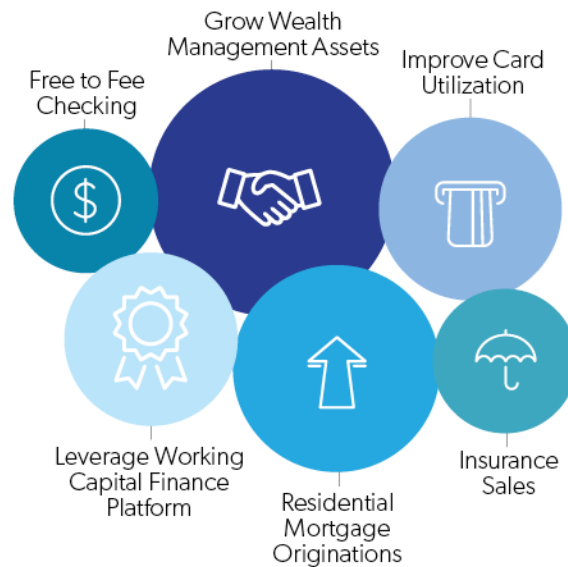 Grow Wealth
Management Assets
Free to Fee
Checking
Improve Card
Utilization
$
Leverage Working
Capital Finance
Platform
Residential
Mortgage
Originations
Insurance
Sales